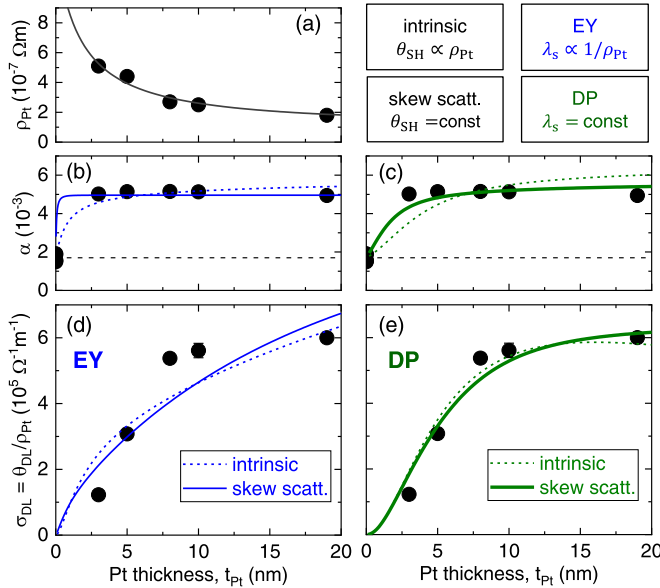 (a)
ρPt (10-7 Ωm)
8
6
4
2
0
intrinsic
θSH ∝ ρPt
EY
λs ∝ 1/ρPt
skew scatt.
θSH =const
DP
λs = const
(b)
α (10-3)
6
4
2
0
(c)
(d)
EY
σDL = θDL/ρPt (105 Ω-1m-1)
6
4
2
0
intrinsic
skew scatt.
0 5 10 15 20
Pt thickness, tPt (nm)
(e)
DP
intrinsic
skew scatt.
0 5 10 15 20
Pt thickness, tPt (nm)